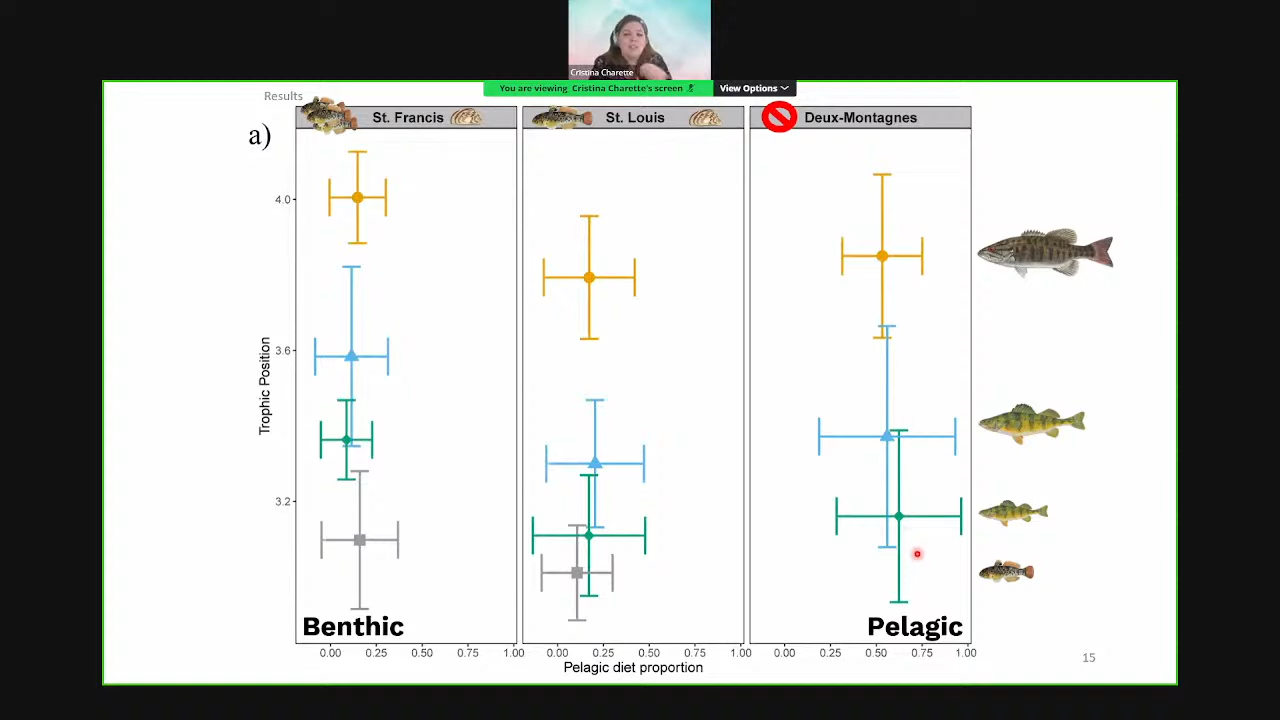 Cristina Charette
You are viewing Cristina Charette's screen
View Options
Results
a)
St. Francis
St. Louis
Deux-Montagnes
Trophic Position
4.0
3.6
3.2
Benthic
Pelagic
0.00 0.25 0.50 0.75 1.00 0.00 0.25 0.50 0.75 1.00 0.00 0.25 0.50 0.75 1.00
Pelagic diet proportion
15